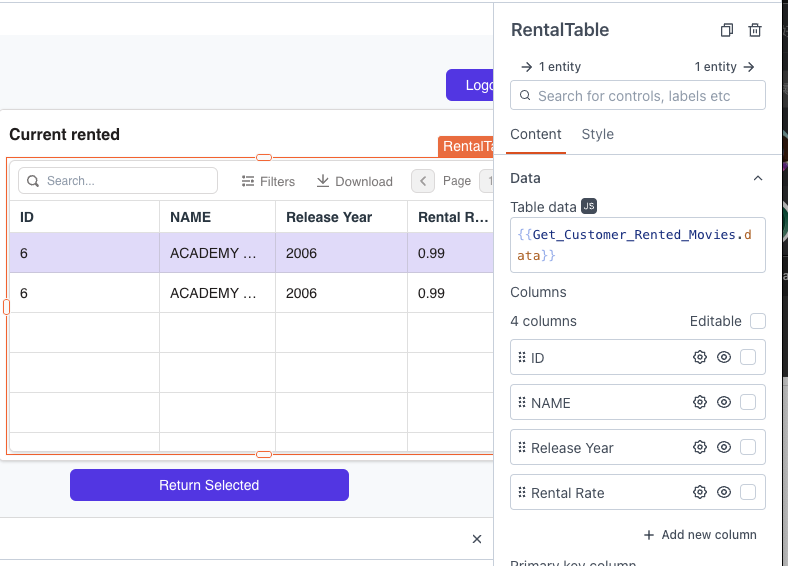 RentalTable
1 entity
1 entity
Search for controls, labels etc
Content
Style
Logo
Current rented
RentalTa
Search...
Filters
Download
Page
1
ID
NAME
Release Year
Rental R...
6
ACADEMY ...
2006
0.99
6
ACADEMY ...
2006
0.99
Return Selected
Data
Table data JS
{{Get_Customer_Rented_Movies.d
ata}}
Columns
4 columns
Editable
ID
NAME
Release Year
Rental Rate
Add new column
Primary key column